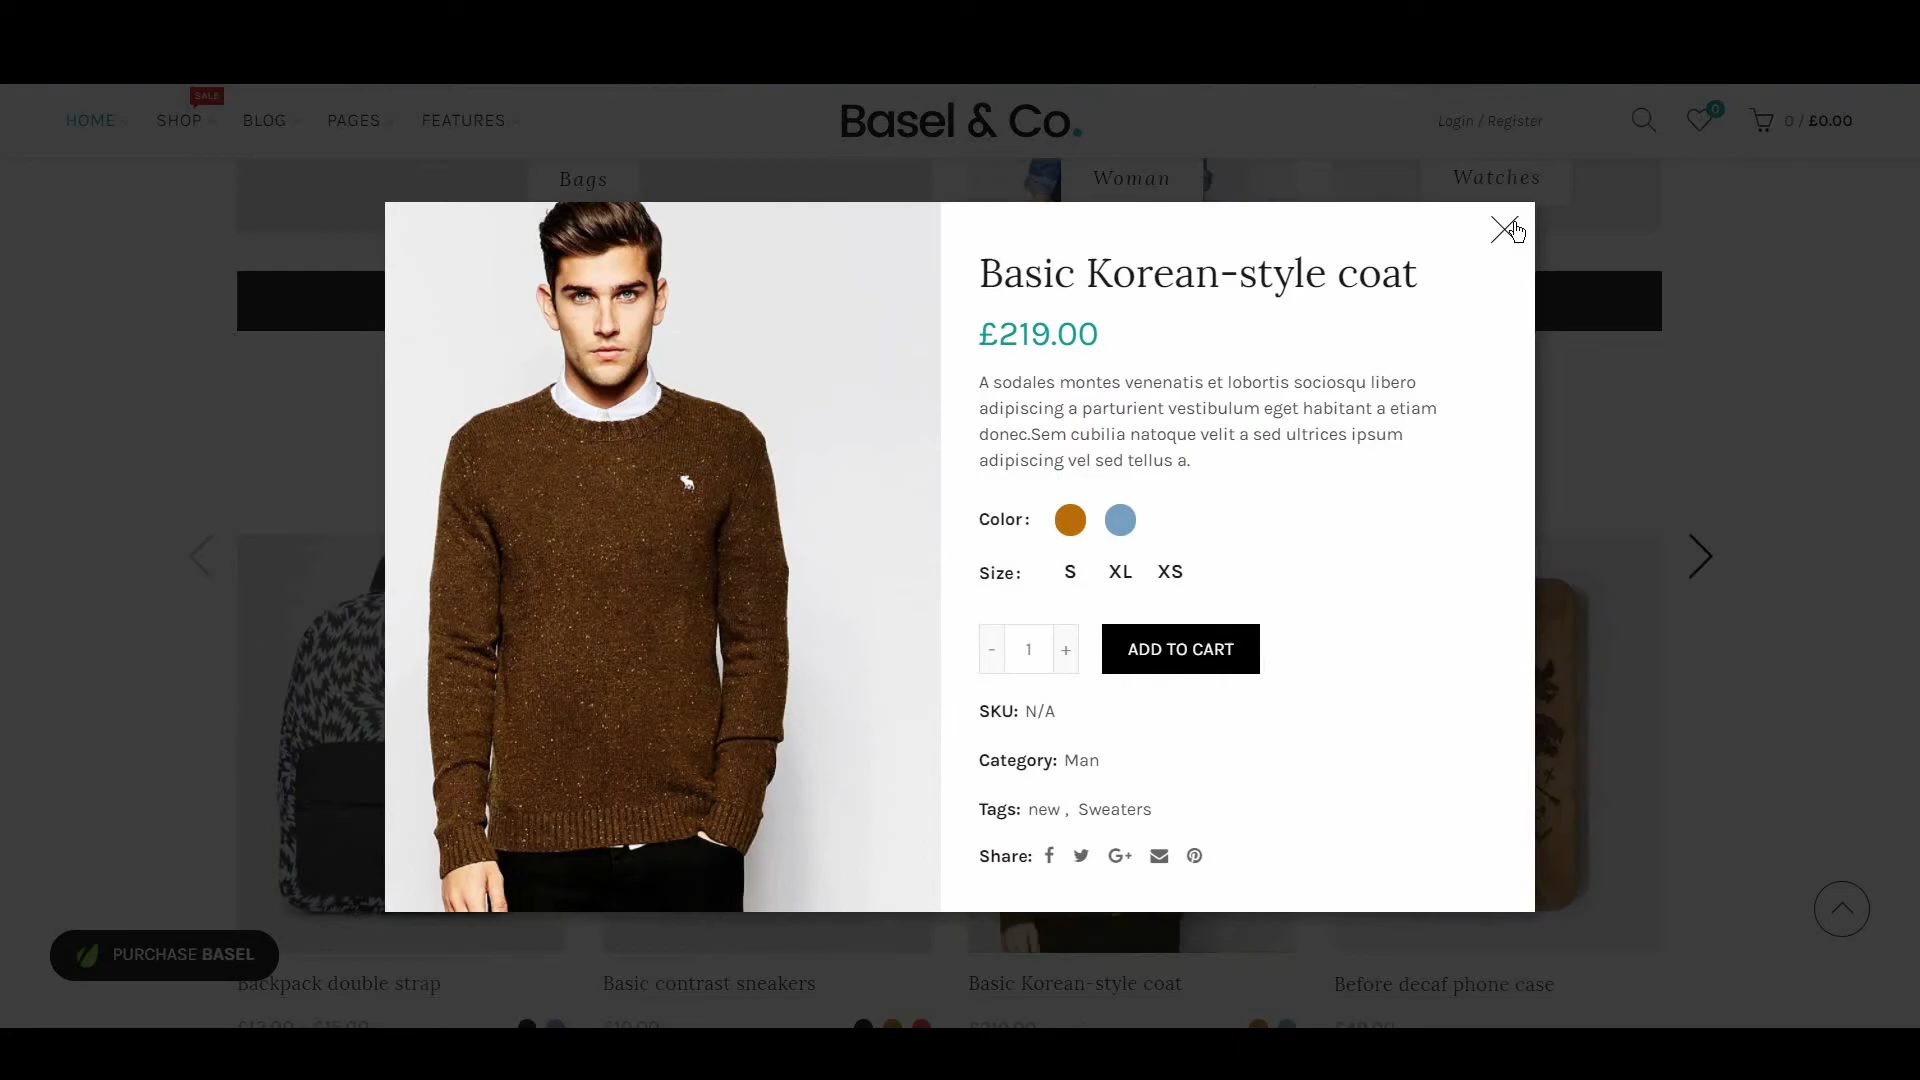 SALE
HOME SHOP BLOG PAGES FEATURES
Basel & Co.
Login / Register
0
0 / £0.00
Bags
Woman
Watches
Basic Korean-style coat
£219.00
A sodales montes venenatis et lobortis sociosqu libero
adipiscing a parturient vestibulum eget habitant a etiam
donec.Sem cubilia natoque velit a sed ultrices ipsum
adipiscing vel sed tellus a.
Color:
Size: S XL XS
- 1 + ADD TO CART
SKU: N/A
Category: Man
Tags: new , Sweaters
Share:
PURCHASE BASEL
Backpack double strap
Basic contrast sneakers
Basic Korean-style coat
Before decaf phone case